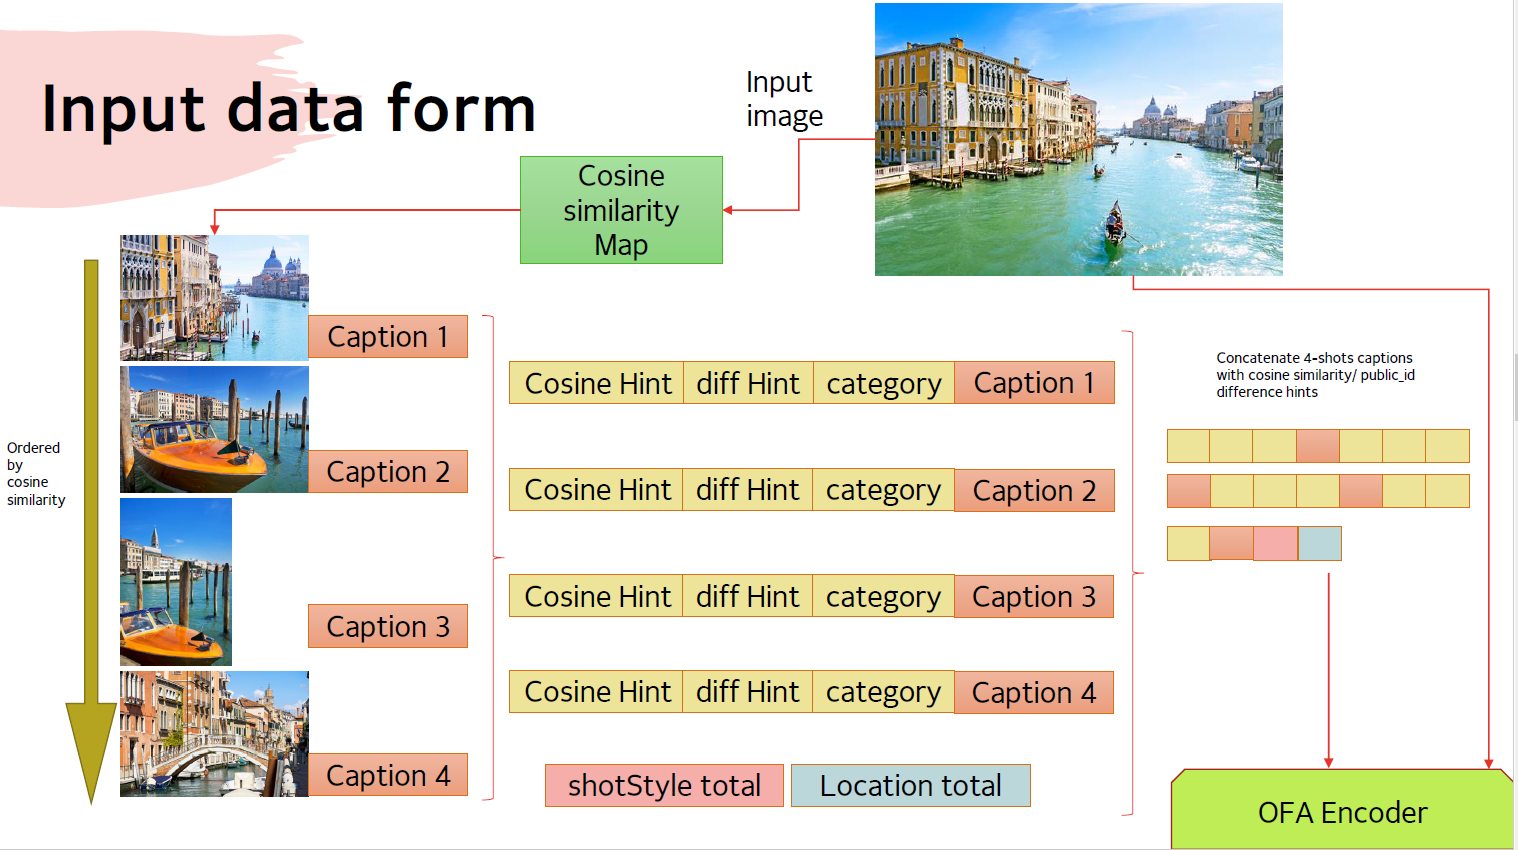 Input data form
Input
image
Cosine
similarity
Map
Ordered
by
cosine
similarity
Caption 1
Caption 2
Caption 3
Caption 4
Cosine Hint diff Hint category Caption 1
Cosine Hint diff Hint category Caption 2
Cosine Hint diff Hint category Caption 3
Cosine Hint diff Hint category Caption 4
shotStyle total Location total
Concatenate 4-shots captions
with cosine similarity/ public_id
difference hints
OFA Encoder